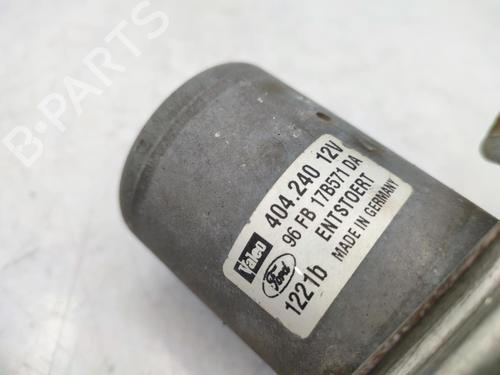 B-PARTS
Valeo
404.240 12V
96 FB 17B571 DA
Ford
ENTSTOERT
1221b
MADE IN GERMANY